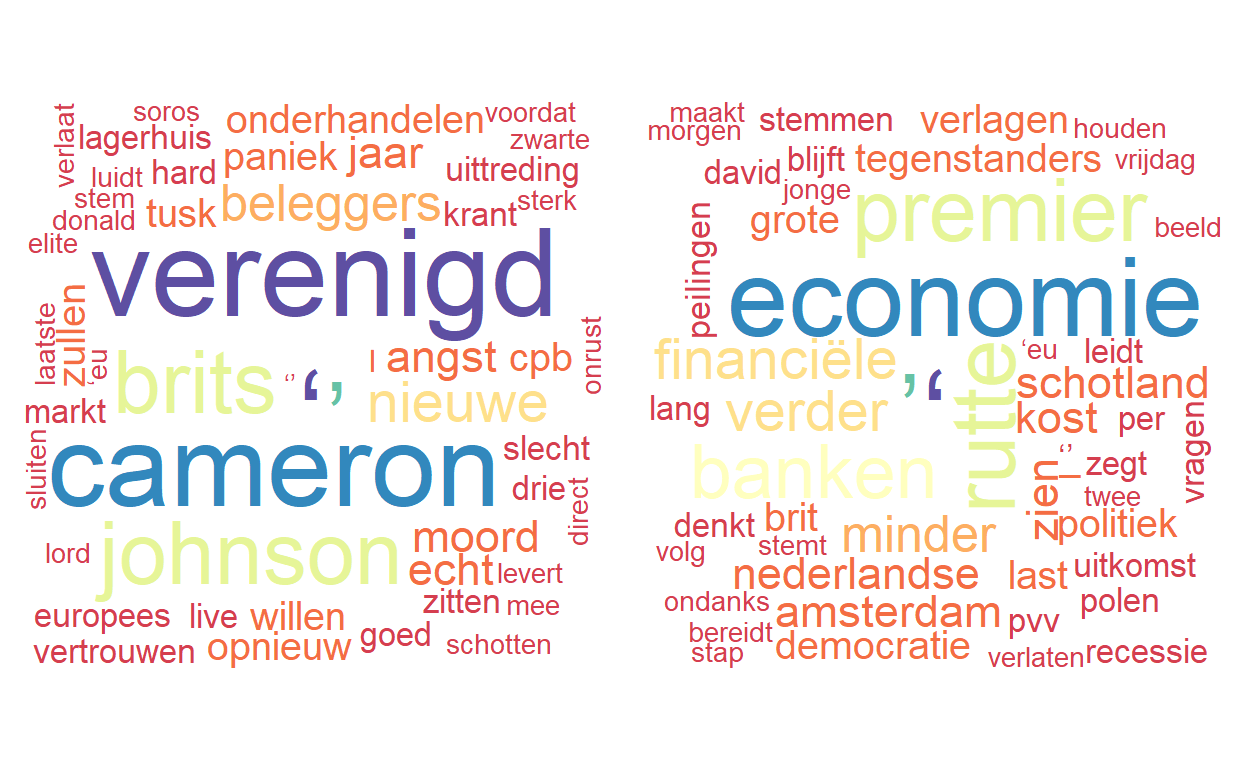 soros
voordat
verlaat
lagerhuis
onderhandelen
zwarte
luidt
hard
paniek
jaar
uittreding
stem
donald
tusk
beleggers
krant
sterk
elite
verenigd
laatste
zullen
‘eu
brits
‘’
‘
’
|
angst
cpb
onrust
markt
nieuwe
sluiten
cameron
slecht
drie
direct
lord
johnson
moord
echt
levert
zitten
mee
europees
live
willen
goed
vertrouwen
opnieuw
schotten
maakt
morgen
stemmen
verlagen
houden
david
blijft
tegenstanders
vrijdag
jonge
peilingen
grote
premier
beeld
economie
financiële
’
‘
rutte
‘eu
leidt
schotland
lang
verder
kost
per
vragen
banken
zien
‘’
|
zegt
twee
denkt
brit
minder
politiek
volg
stemt
nederlandse
last
uitkomst
ondanks
amsterdam
pvv
polen
bereidt
stap
democratie
verlaten
recessie